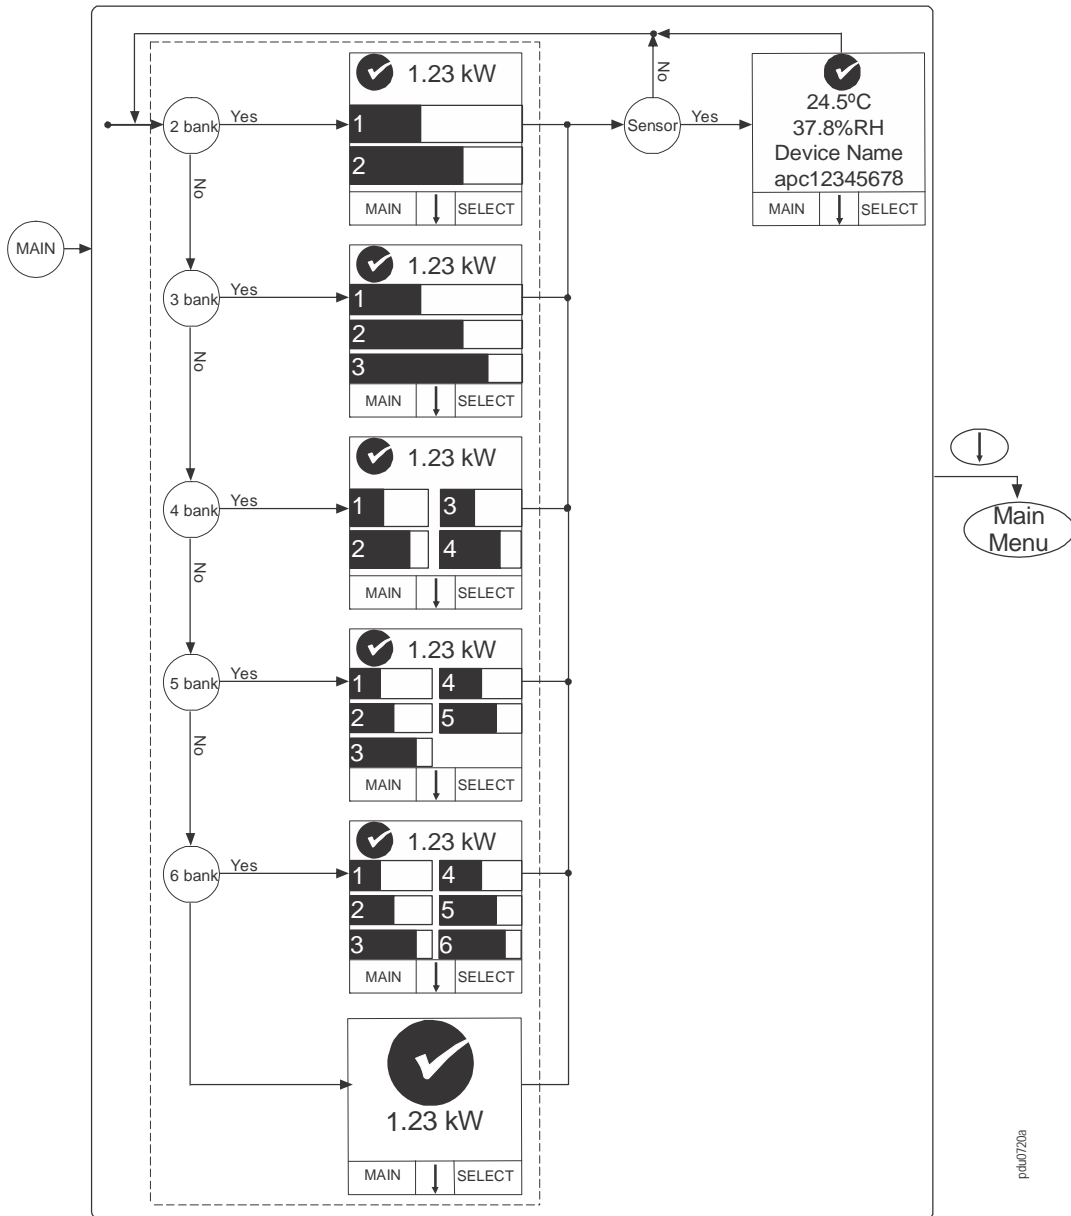 1.23 kW
No
24.5ºC
37.8%RH
Device Name
apc12345678
MAIN
SELECT
2 bank
Yes
1
2
MAIN
SELECT
Sensor
Yes
No
MAIN
1.23 kW
3 bank
Yes
1
2
3
MAIN
SELECT
No
1.23 kW
4 bank
Yes
1
3
2
4
MAIN
SELECT
Main
Menu
No
1.23 kW
5 bank
Yes
1
4
2
5
3
MAIN
SELECT
No
1.23 kW
6 bank
Yes
1
4
2
5
3
6
MAIN
SELECT
1.23 kW
MAIN
SELECT
pdu0720a